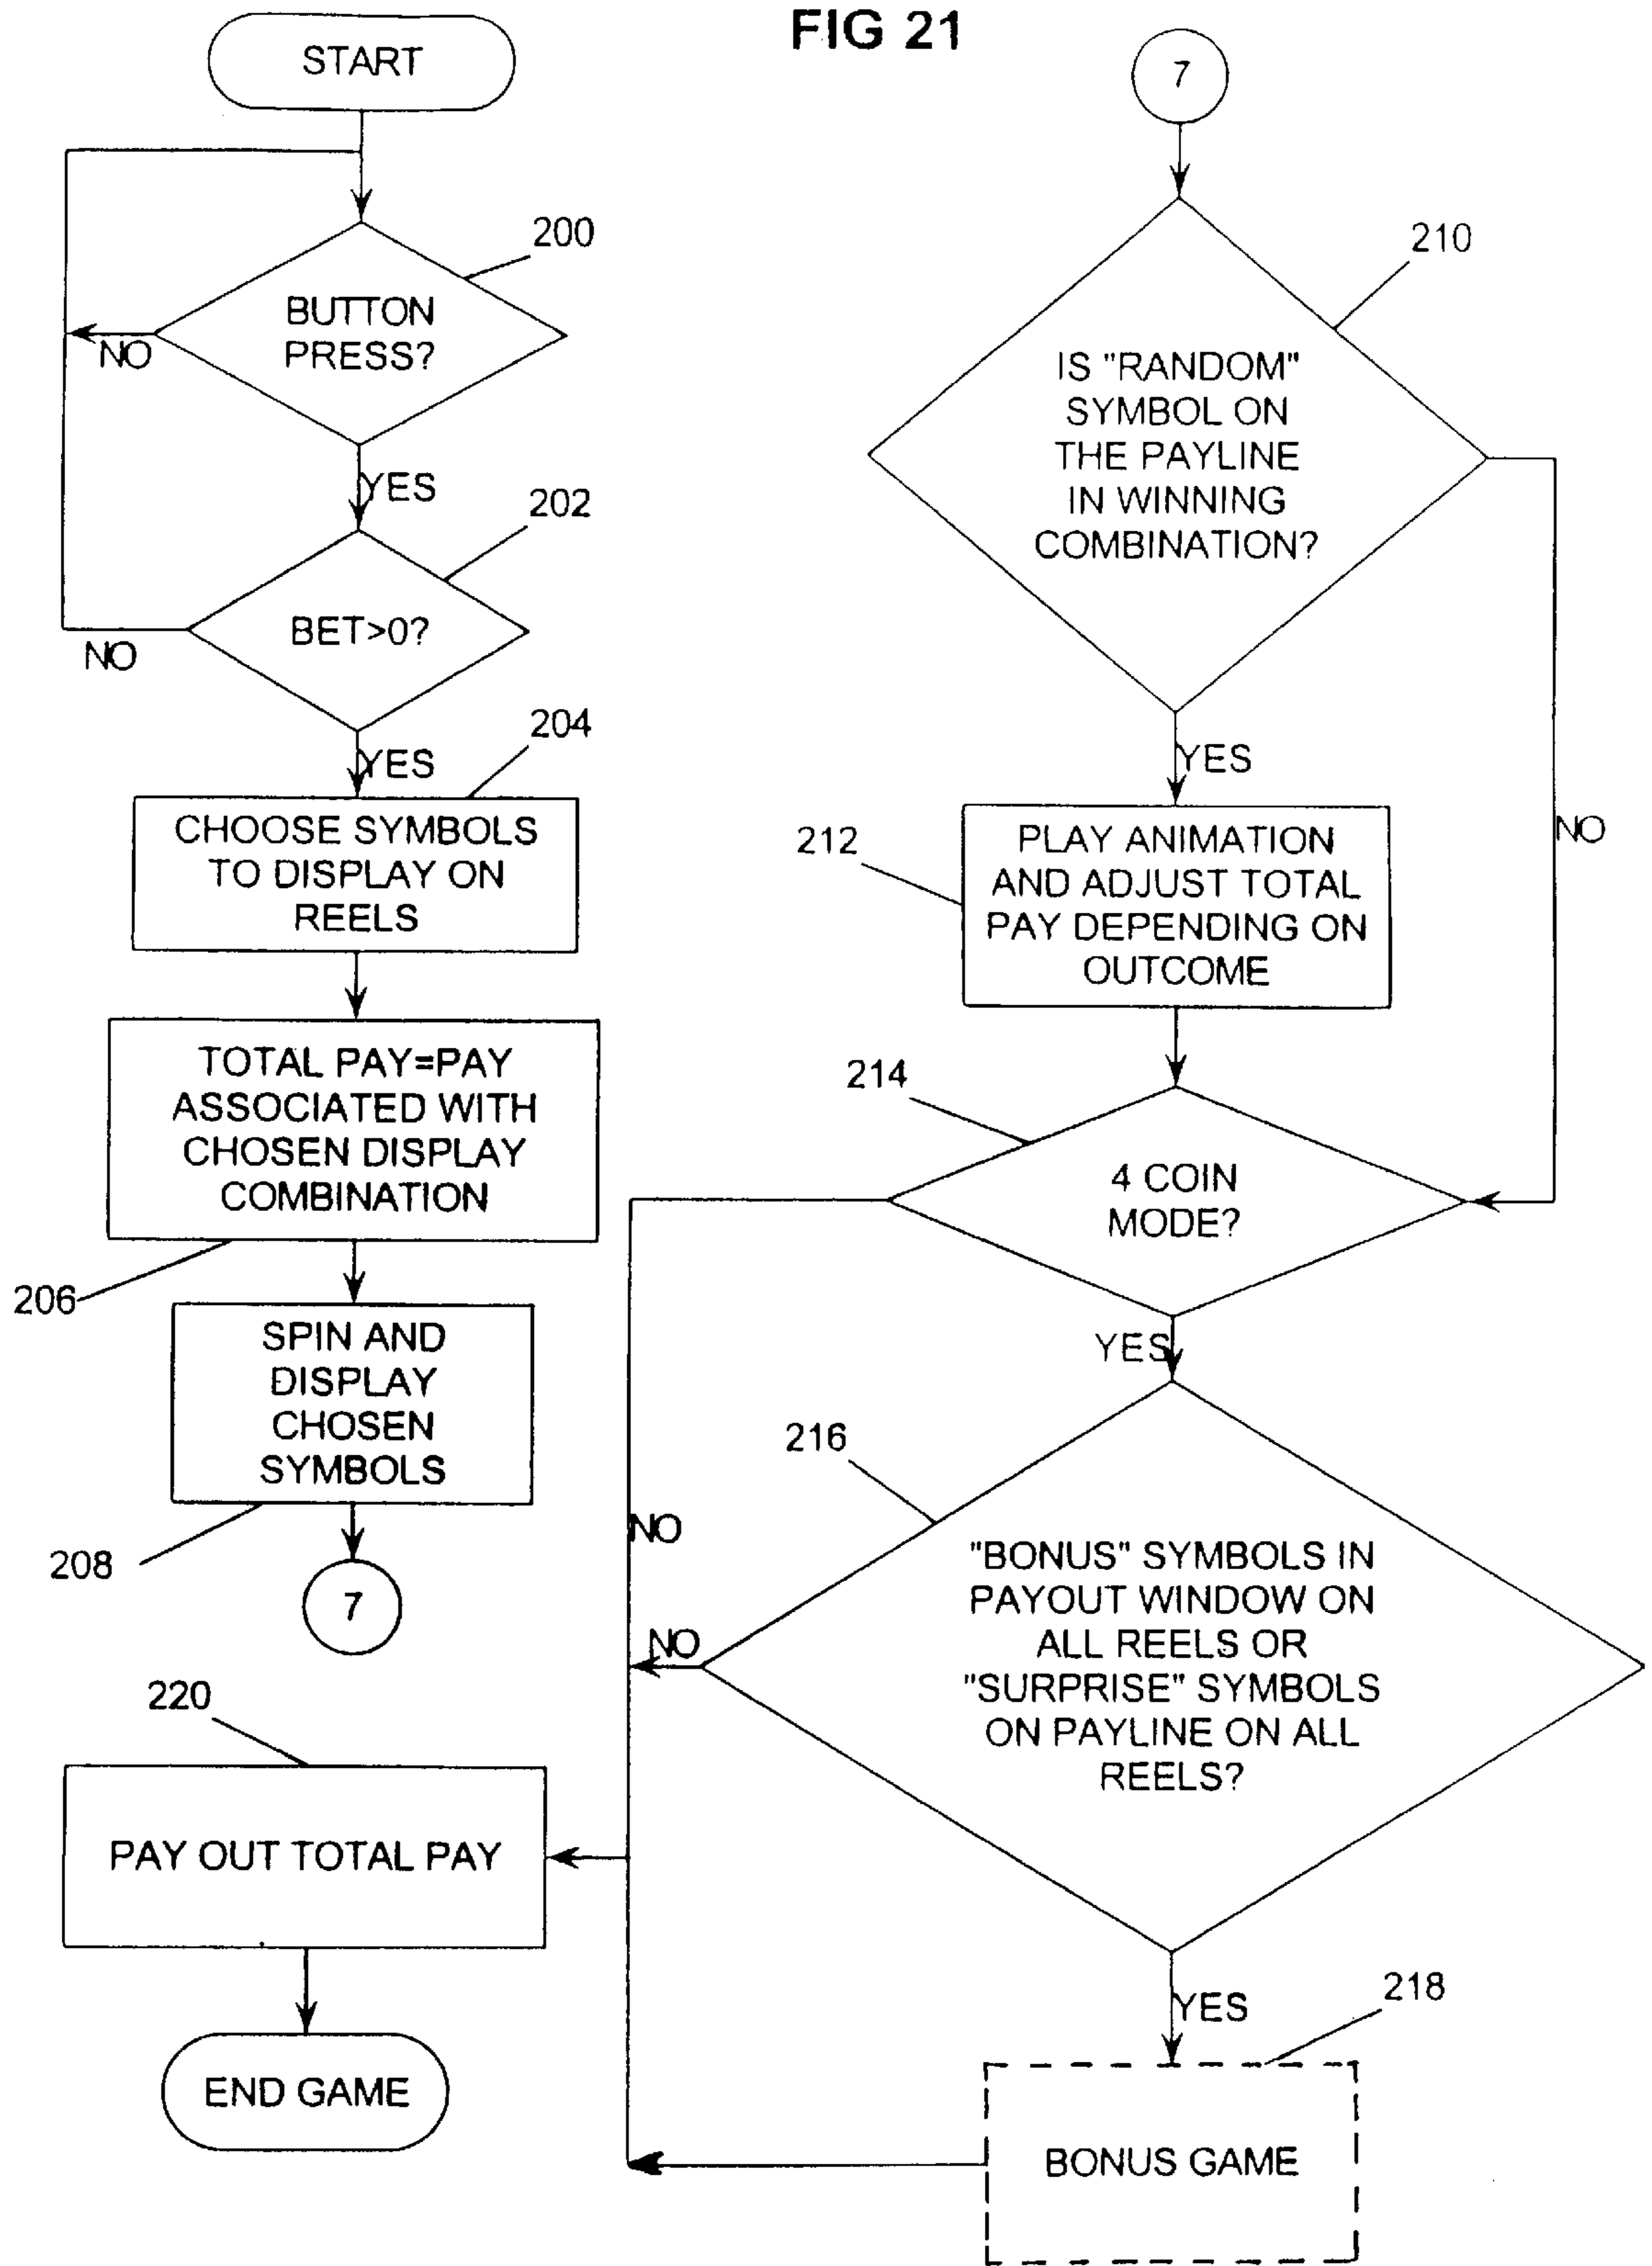 FIG 21
START
200
BUTTON
PRESS?
NO
YES
202
BET>0?
NO
YES
204
CHOOSE SYMBOLS
TO DISPLAY ON
REELS
TOTAL PAY=PAY
ASSOCIATED WITH
CHOSEN DISPLAY
COMBINATION
206
SPIN AND
DISPLAY
CHOSEN
SYMBOLS
208
7
7
210
IS "RANDOM"
SYMBOL ON
THE PAYLINE
IN WINNING
COMBINATION?
YES
NO
212
PLAY ANIMATION
AND ADJUST TOTAL
PAY DEPENDING ON
OUTCOME
214
4 COIN
MODE?
YES
NO
216
"BONUS" SYMBOLS IN
PAYOUT WINDOW ON
ALL REELS OR
"SURPRISE" SYMBOLS
ON PAYLINE ON ALL
REELS?
NO
YES
218
BONUS GAME
220
PAY OUT TOTAL PAY
END GAME